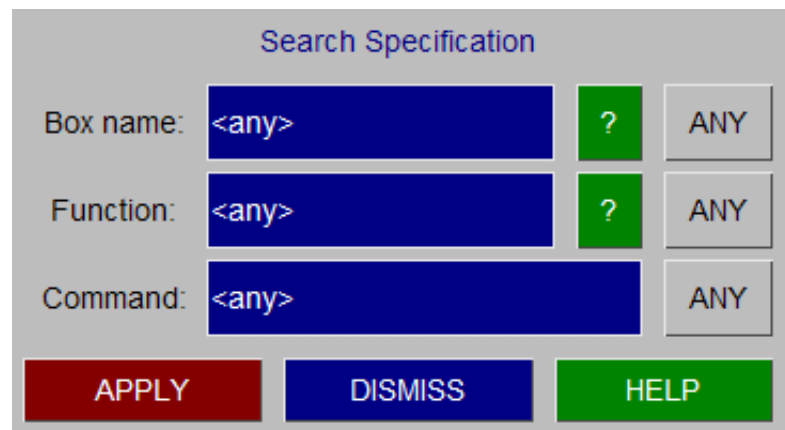 Search Specification
Box name: <any> ? ANY
Function: <any> ? ANY
Command: <any> ANY
APPLY DISMISS HELP